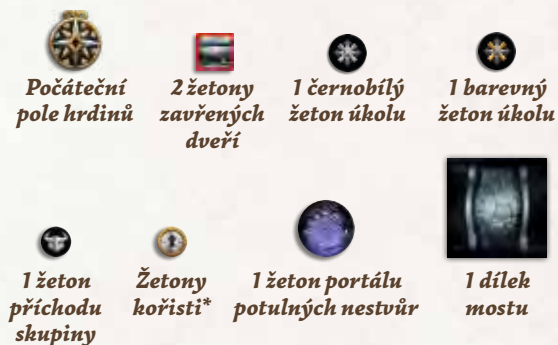 Počáteční
pole hrdinů
2 žetony
zavřených
dveří
1 černobílý
žeton úkolu
1 barevný
žeton úkolu
1 žeton
příchodu
skupiny
Žetony
kořisti*
1 žeton portálu
potulných nestvůr
1 dílek
mostu